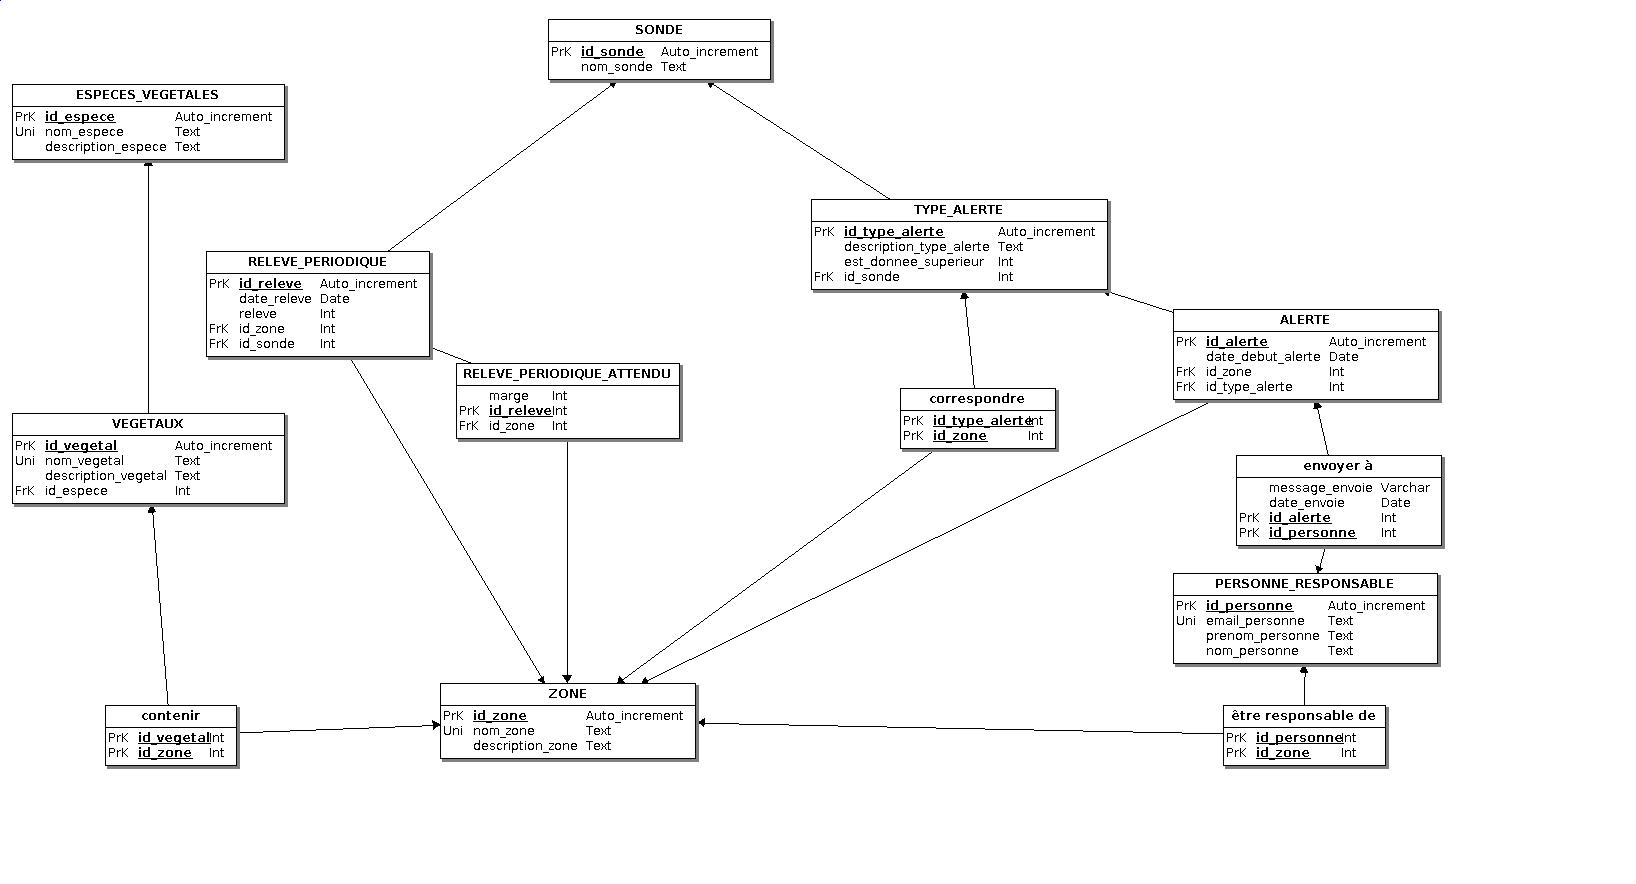 SONDE
PrK id_sonde Auto_increment
nom_sonde Text
ESPECES_VEGETALES
PrK id_espece Auto_increment
Uni nom_espece Text
description_espece Text
TYPE_ALERTE
PrK id_type_alerte Auto_increment
description_type_alerte Text
est_donnee_superieur Int
FrK id_sonde Int
RELEVE_PERIODIQUE
PrK id_releve Auto_increment
date_releve Date
releve Int
FrK id_zone Int
FrK id_sonde Int
ALERTE
PrK id_alerte Auto_increment
date_debut_alerte Date
FrK id_zone Int
FrK id_type_alerte Int
RELEVE_PERIODIQUE_ATTENDU
marge Int
PrK id_releve Int
FrK id_zone Int
correspondre
PrK id_type_alerte Int
PrK id_zone Int
VEGETAUX
PrK id_vegetal Auto_increment
Uni nom_vegetal Text
description_vegetal Text
FrK id_espece Int
envoyer à
message_envoie Varchar
date_envoie Date
PrK id_alerte Int
PrK id_personne Int
PERSONNE_RESPONSABLE
PrK id_personne Auto_increment
Uni email_personne Text
prenom_personne Text
nom_personne Text
ZONE
PrK id_zone Auto_increment
Uni nom_zone Text
description_zone Text
contenir
PrK id_vegetal Int
PrK id_zone Int
être responsable de
PrK id_personne Int
PrK id_zone Int